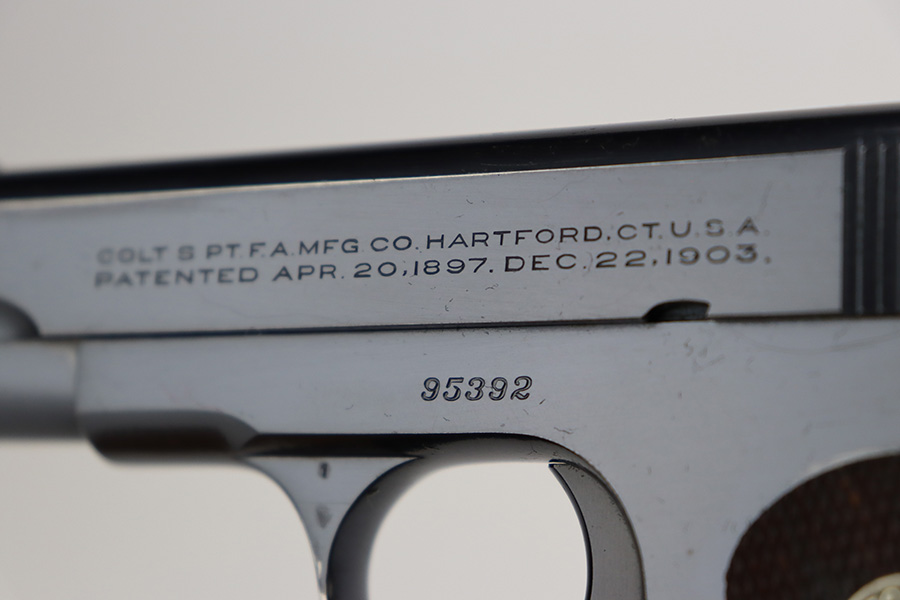 COLT S PT. F.A. MFG CO. HARTFORD, CT. U.S.A.
PATENTED APR. 20, 1897. DEC. 22, 1903.
95392